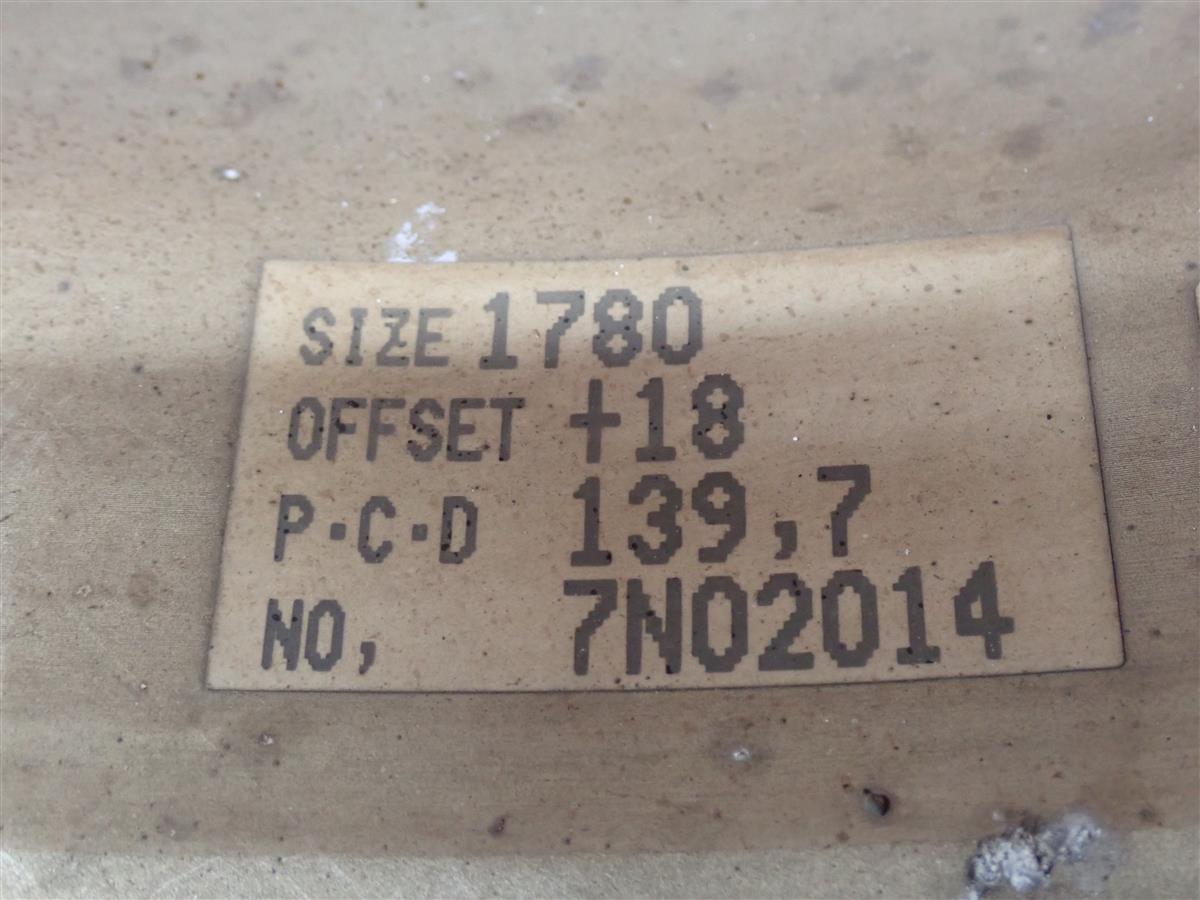 SIZE 1780
OFFSET +18
P·C·D 139,7
NO, 7N02014